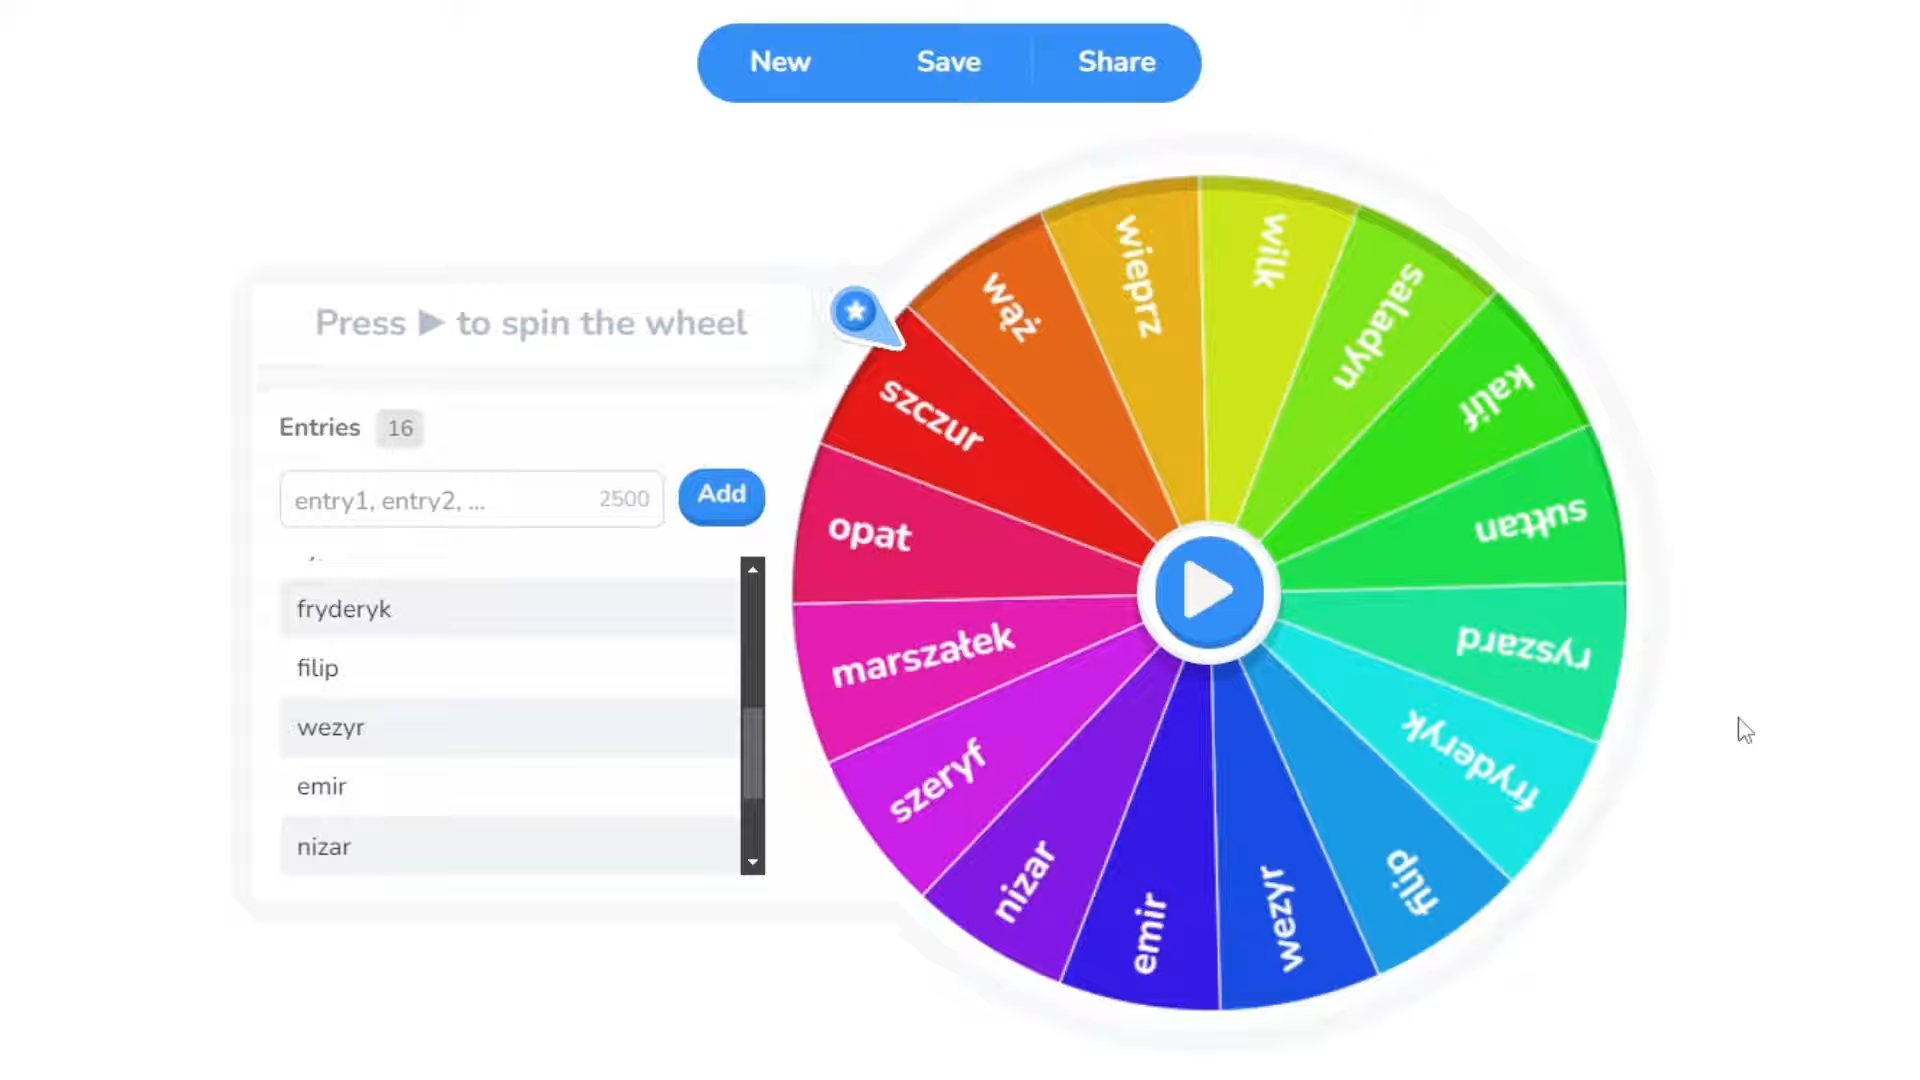 New
Save
Share
Press ▶ to spin the wheel
Entries 16
entry1, entry2, ... 2500
Add
fryderyk
filip
wezyr
emir
nizar
szczur
wąż
wieprz
wilk
saladyn
kalif
sułtan
ryszard
fryderyk
filip
wezyr
emir
nizar
szeryf
marszałek
opat